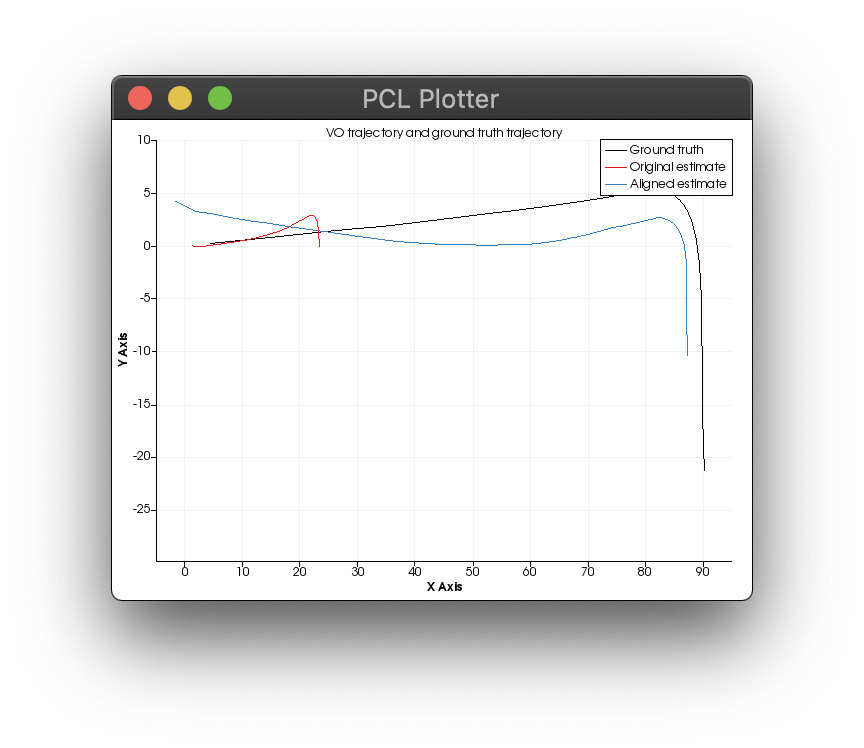 PCL Plotter
VO trajectory and ground truth trajectory
Ground truth
Original estimate
Aligned estimate
10
5
0
-5
-10
-15
-20
-25
Y Axis
0 10 20 30 40 50 60 70 80 90
X Axis